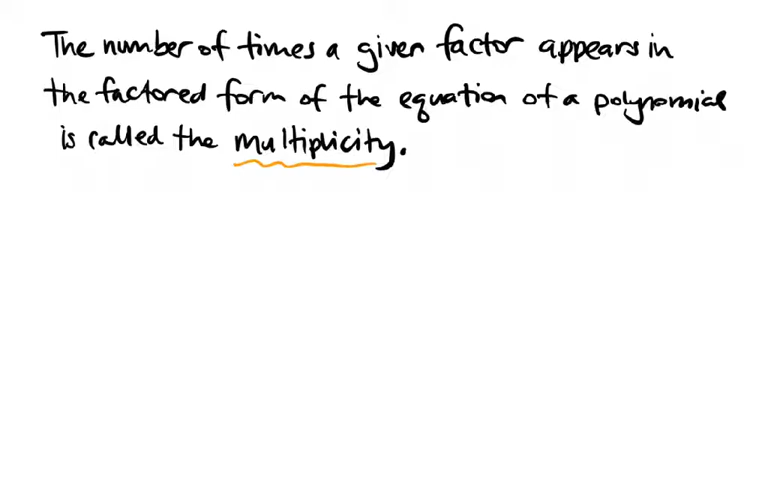 The number of times a given factor appears in
the factored form of the equation of a polynomial
is called the multiplicity.